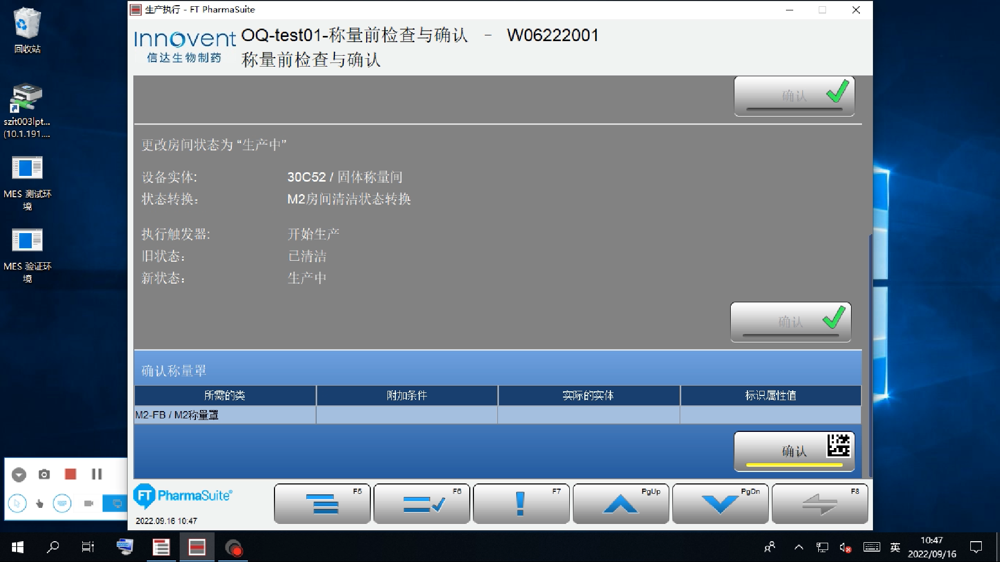 生产执行 - FT PharmaSuite
回收站
Innovent
信达生物制药
OQ-test01-称量前检查与确认 - W06222001
称量前检查与确认
确认
szit003lpt...
(10.1.191....
更改房间状态为 “生产中”
设备实体: 30C52 / 固体称量间
状态转换: M2房间清洁状态转换
MES 测试环
境
执行触发器: 开始生产
旧状态: 已清洁
新状态: 生产中
MES 验证环
境
确认
确认称量罩
所需的类 附加条件 实际的实体 标识属性值
M2-FB / M2称量罩
确认
FT PharmaSuite®
2022.09.16 10:47
F5
F6
F7
PgUp
PgDn
F8
英
10:47
2022/09/16